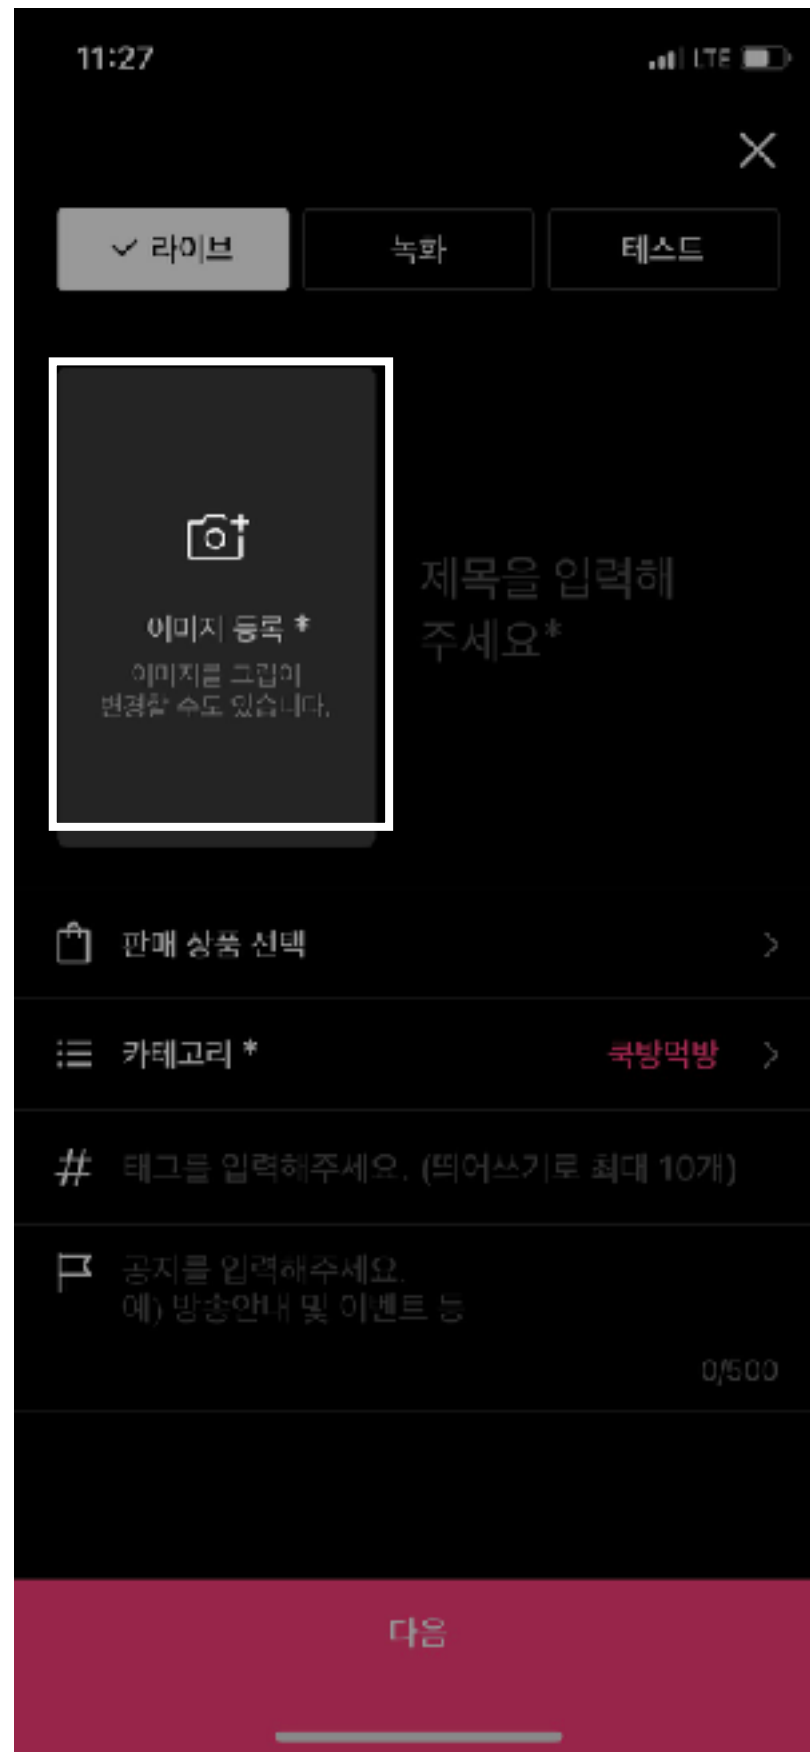 11:27
LTE
라이브
녹화
테스트
이미지 등록 *
이미지를 그립이
변경할 수도 있습니다.
제목을 입력해
주세요*
판매 상품 선택
카테고리 *
쿡방먹방
# 태그를 입력해주세요. (띄어쓰기로 최대 10개)
공지를 입력해주세요.
예) 방송안내 및 이벤트 등
0/500
다음